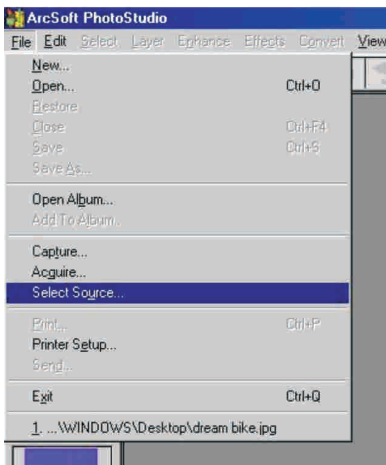 ArcSoft PhotoStudio
File Edit Select Layer Enhance Effects Convert View
New...
Open... Ctrl+O
Restore
Close Ctrl+F4
Save Ctrl+S
Save As...
Open Album...
Add To Album...
Capture...
Acquire...
Select Source...
Print... Ctrl+P
Printer Setup...
Send...
Exit Ctrl+Q
1. ...\WINDOWS\Desktop\dream bike.jpg